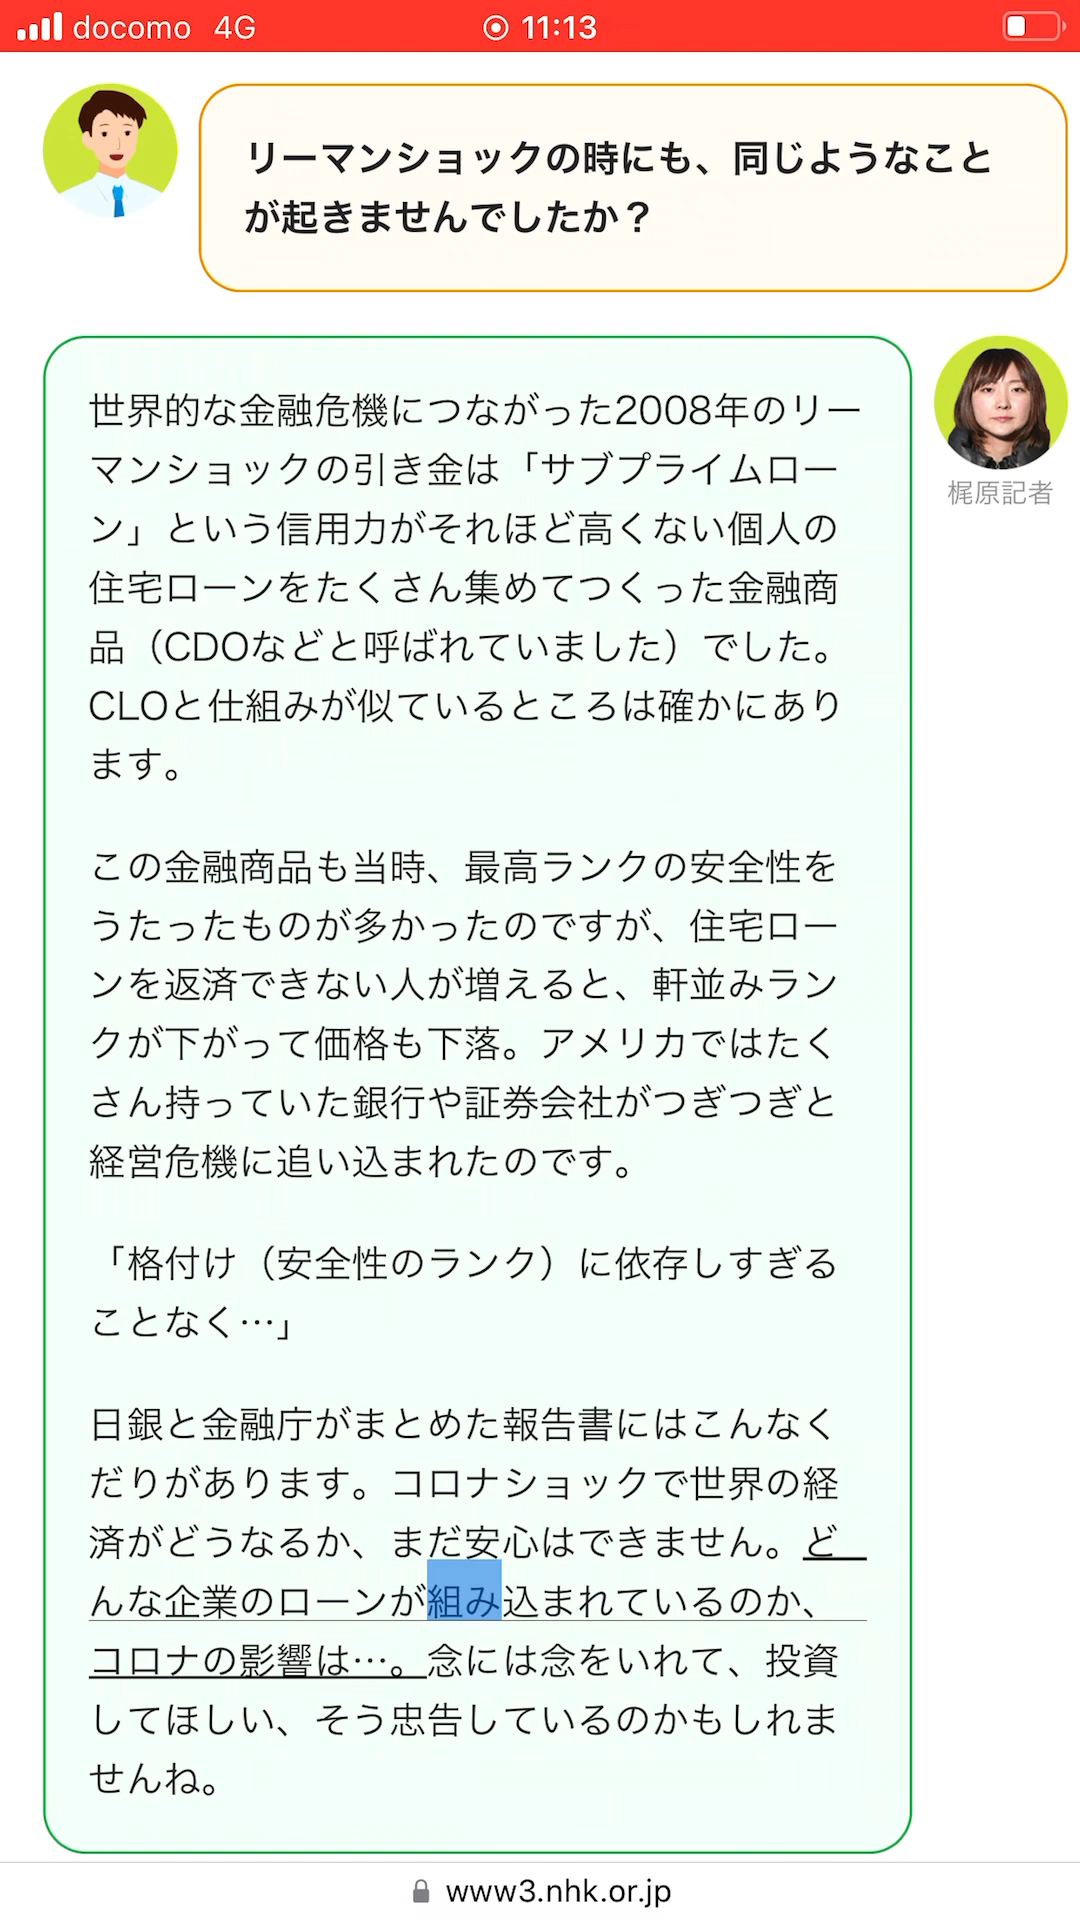 docomo 4G 11:13
リーマンショックの時にも、同じようなこと
が起きませんでしたか？
世界的な金融危機につながった2008年のリー
マンショックの引き金は「サブプライムロー
ン」という信用力がそれほど高くない個人の
住宅ローンをたくさん集めてつくった金融商
品（CDOなどと呼ばれていました）でした。
CLOと仕組みが似ているところは確かにあり
ます。
梶原記者
この金融商品も当時、最高ランクの安全性を
うたったものが多かったのですが、住宅ロー
ンを返済できない人が増えると、軒並みラン
クが下がって価格も下落。アメリカではたく
さん持っていた銀行や証券会社がつぎつぎと
経営危機に追い込まれたのです。
「格付け（安全性のランク）に依存しすぎる
ことなく…」
日銀と金融庁がまとめた報告書にはこんなく
だりがあります。コロナショックで世界の経
済がどうなるか、まだ安心はできません。ど
んな企業のローンが組み込まれているのか、
コロナの影響は…。念には念をいれて、投資
してほしい、そう忠告しているのかもしれま
せんね。
www3.nhk.or.jp